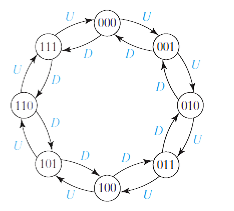 U 000 U
111 D D 001
U D D U
110 010
D D
U 101 D D 011 U
U 100 U